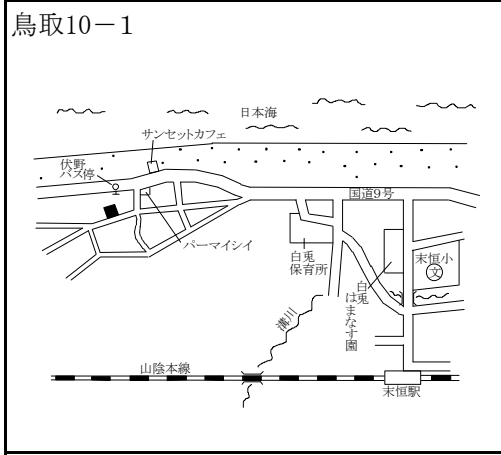 鳥取10－1
日本海
サンセットカフェ
伏野
バス停
国道9号
パーマイシイ
白兎
保育所
末恒小
文
白兎
はまなす園
溝川
山陰本線
末恒駅